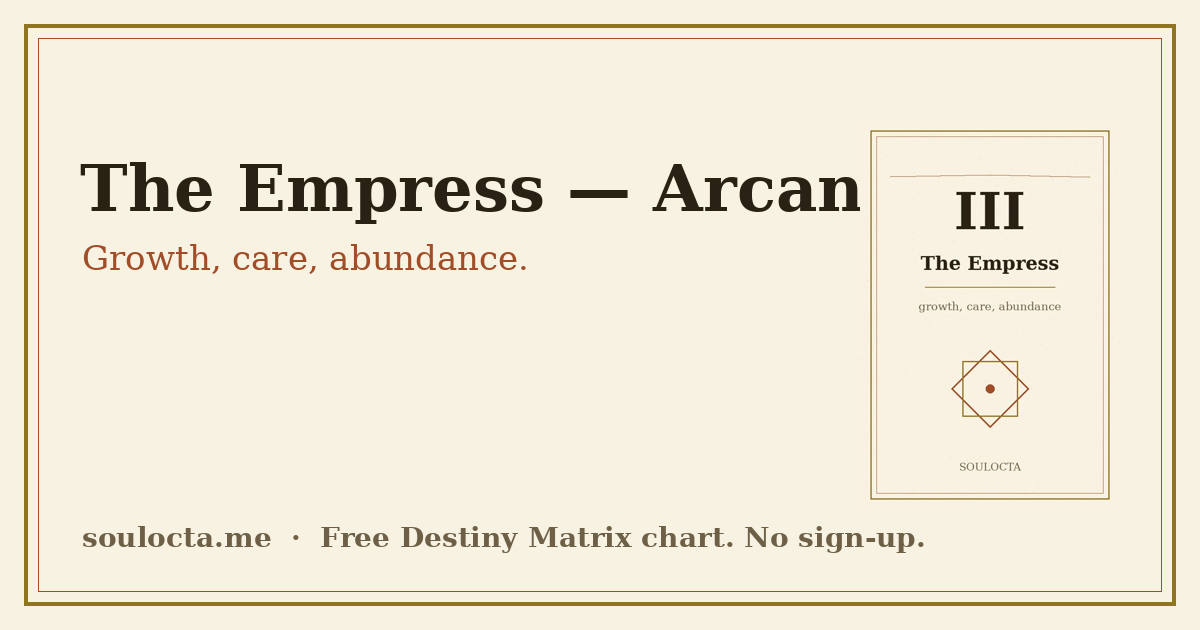 The Empress — Arcan
Growth, care, abundance.
III
The Empress
growth, care, abundance
SOULOCTA
soulocta.me · Free Destiny Matrix chart. No sign-up.